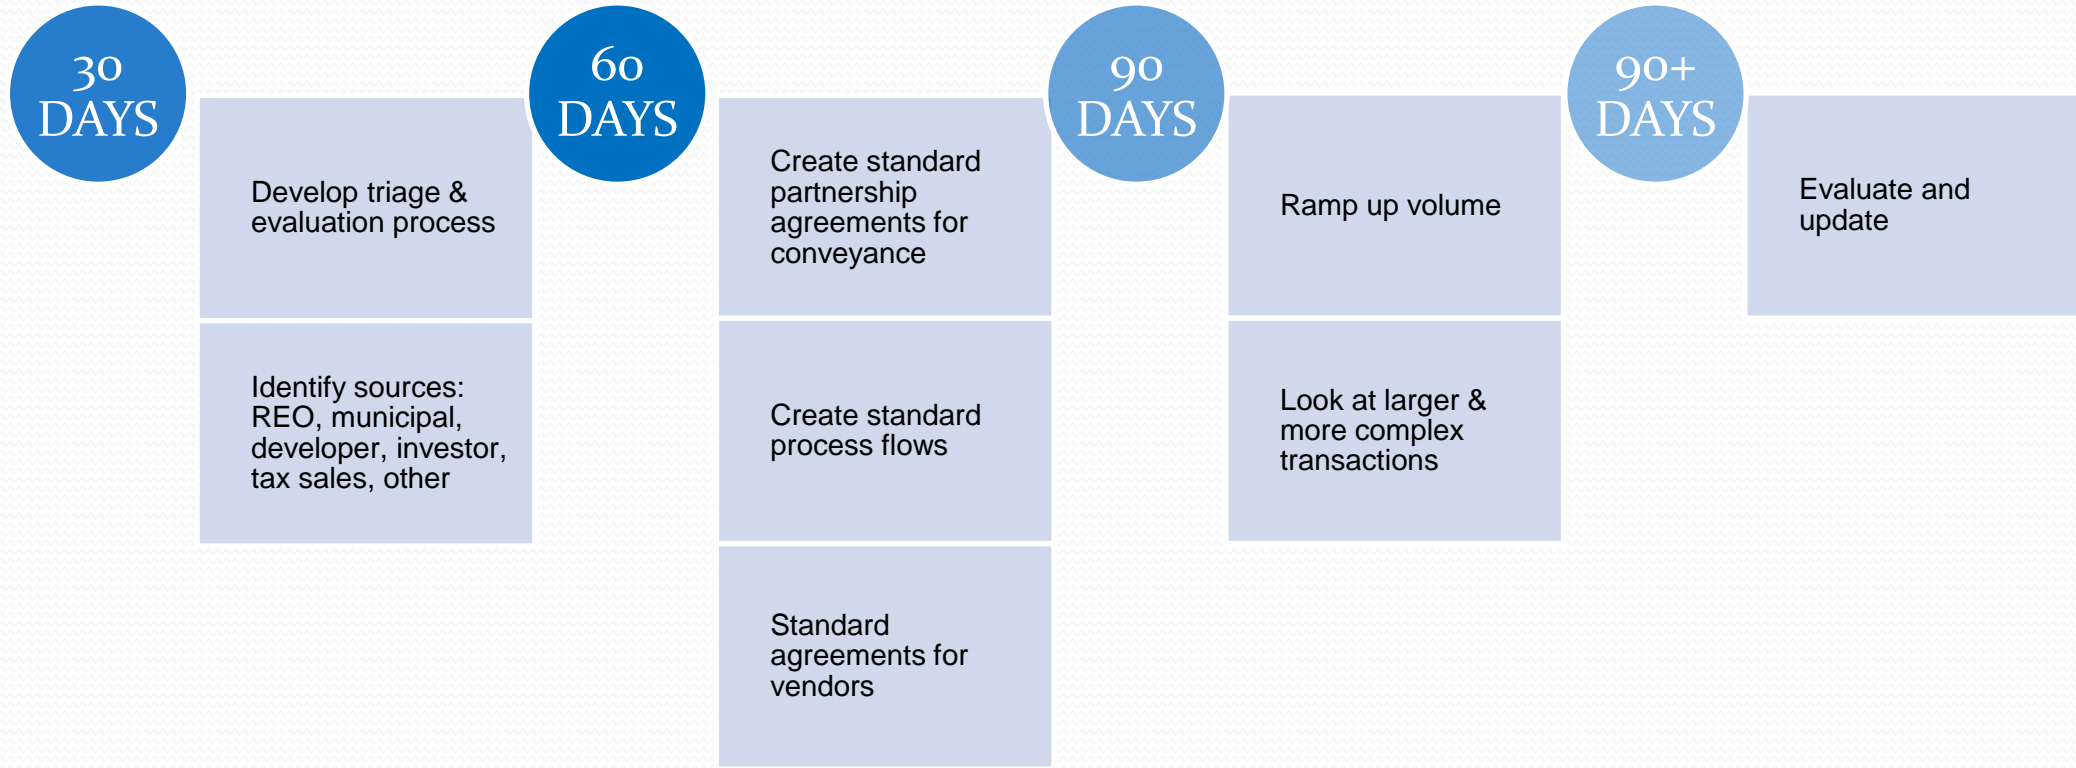 30
DAYS
Develop triage &
evaluation process
Identify sources:
REO, municipal,
developer, investor,
tax sales, other
60
DAYS
Create standard
partnership
agreements for
conveyance
Create standard
process flows
Standard
agreements for
vendors
90
DAYS
Ramp up volume
Look at larger &
more complex
transactions
90+
DAYS
Evaluate and
update